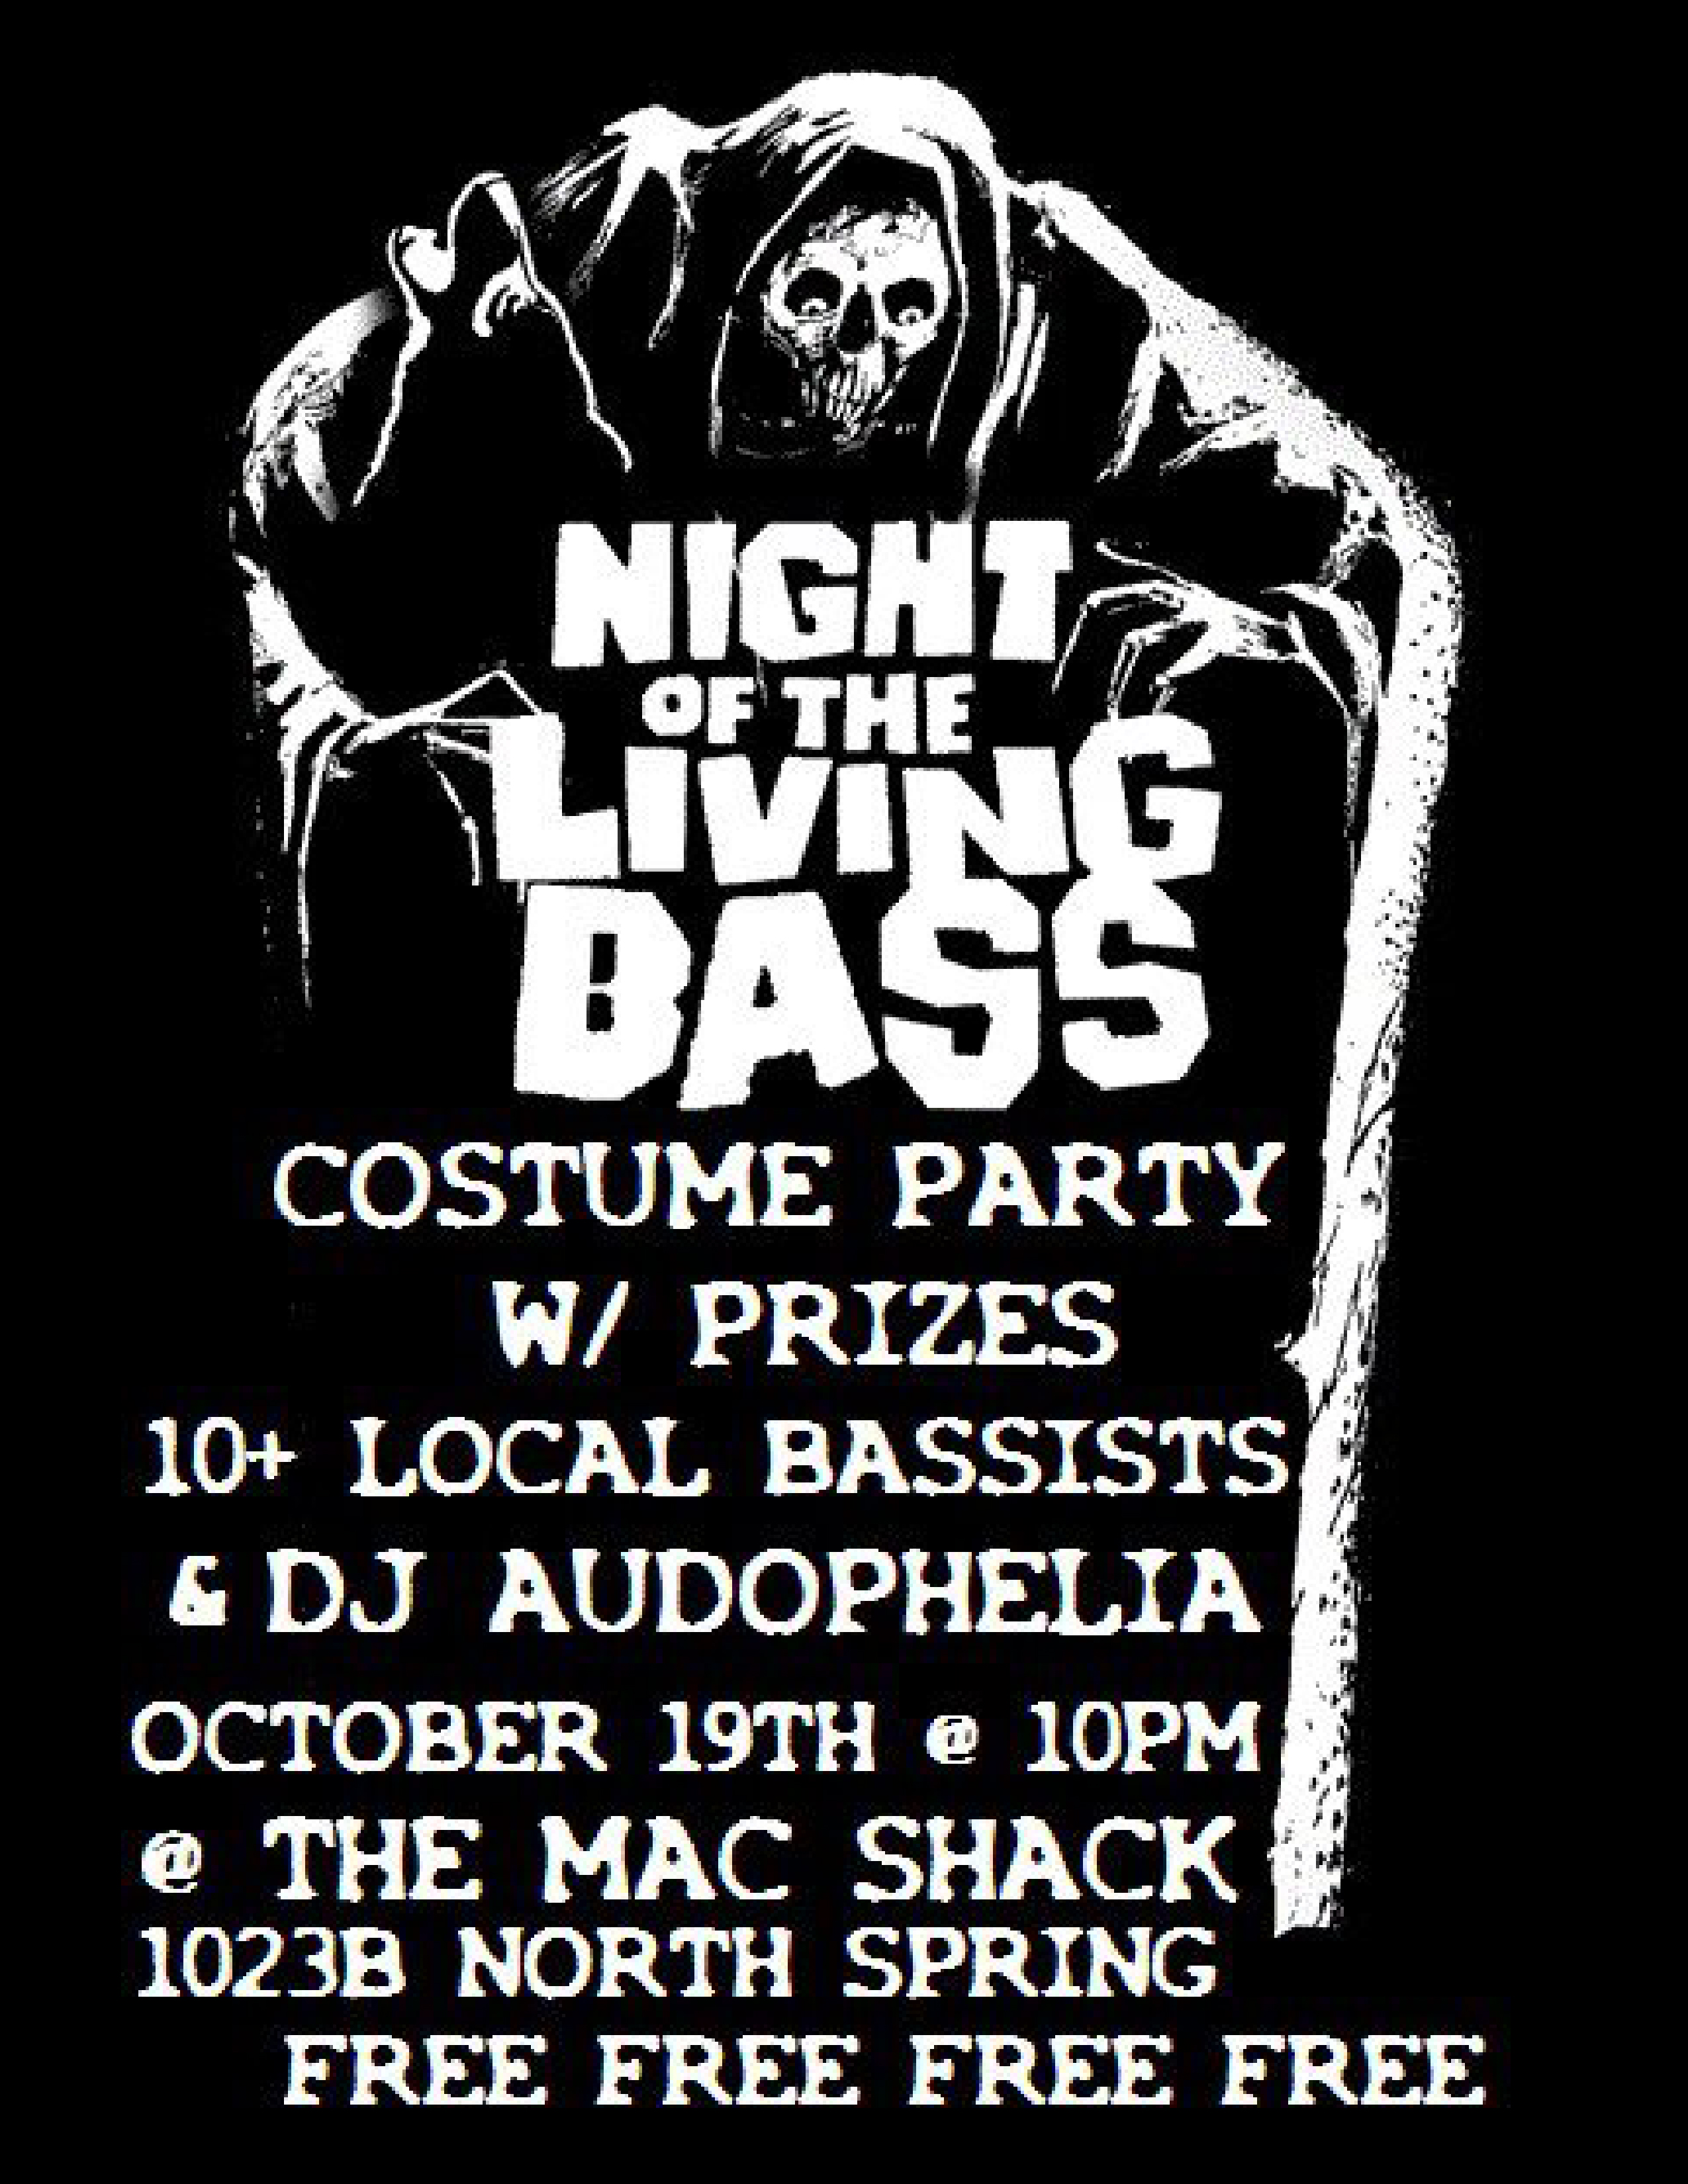 NIGHT
OF THE
LIVING
BASS
COSTUME PARTY
W/ PRIZES
10+ LOCAL BASSISTS
& DJ AUDOPHELIA
OCTOBER 19TH @ 10PM
@ THE MAC SHACK
1023B NORTH SPRING
FREE FREE FREE FREE